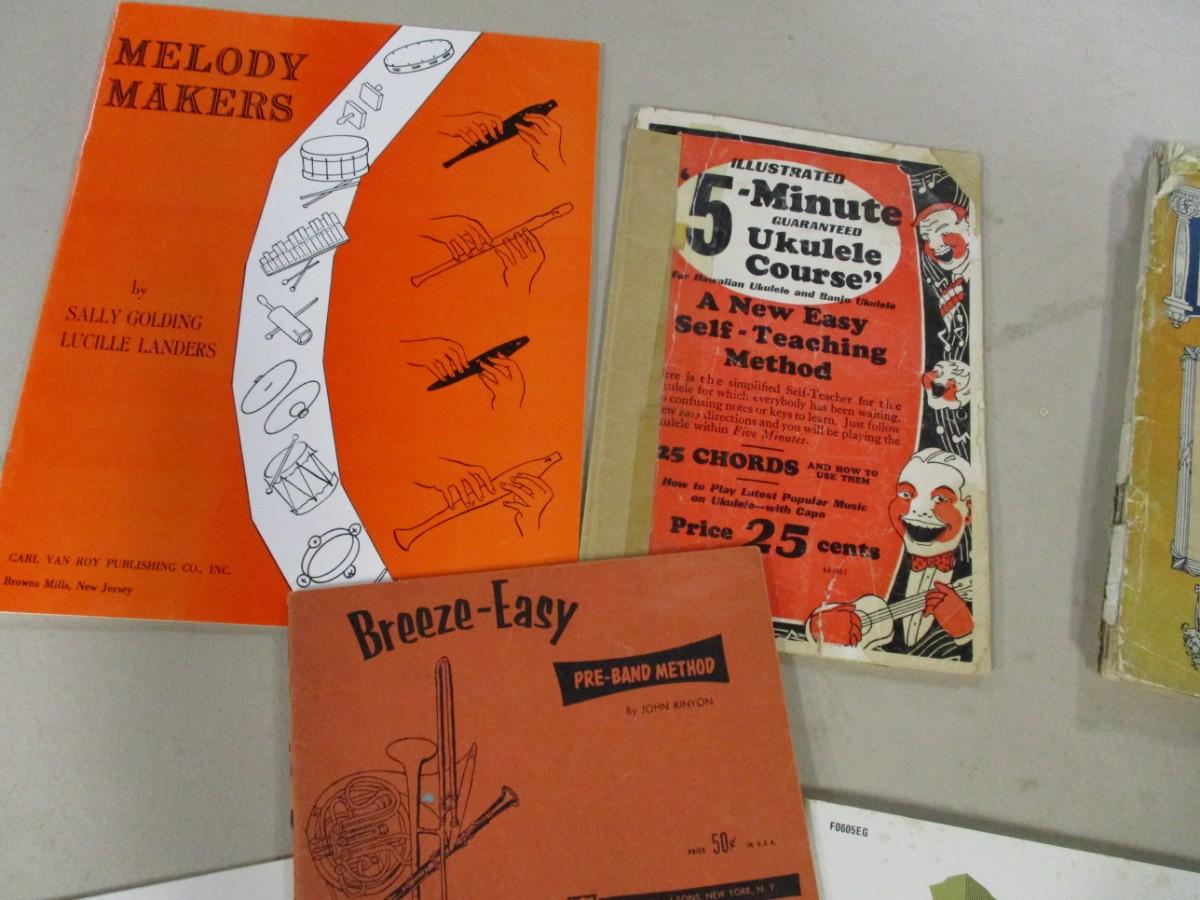 MELODY
MAKERS
by
SALLY GOLDING
LUCILLE LANDERS
CARL VAN ROY PUBLISHING CO., INC.
Browns Mills, New Jersey
ILLUSTRATED
"5-Minute
GUARANTEED
Ukulele
Course"
For Hawaiian Ukulele and Banjo Ukulele
A New Easy
Self-Teaching
Method
ere is the simplified Self-Teacher for the
kulele for which everybody has been waiting.
o confusing notes or keys to learn. Just follow
ew easy directions and you will be playing the
kulele within Five Minutes.
25 CHORDS AND HOW TO
USE THEM
How to Play Latest Popular Music
on Ukulele--with Capo
Price 25 cents
Breeze-Easy
PRE-BAND METHOD
By JOHN KINYON
PRICE 50¢ IN U.S.A.
SONS, NEW YORK, N. Y.
F0605EG